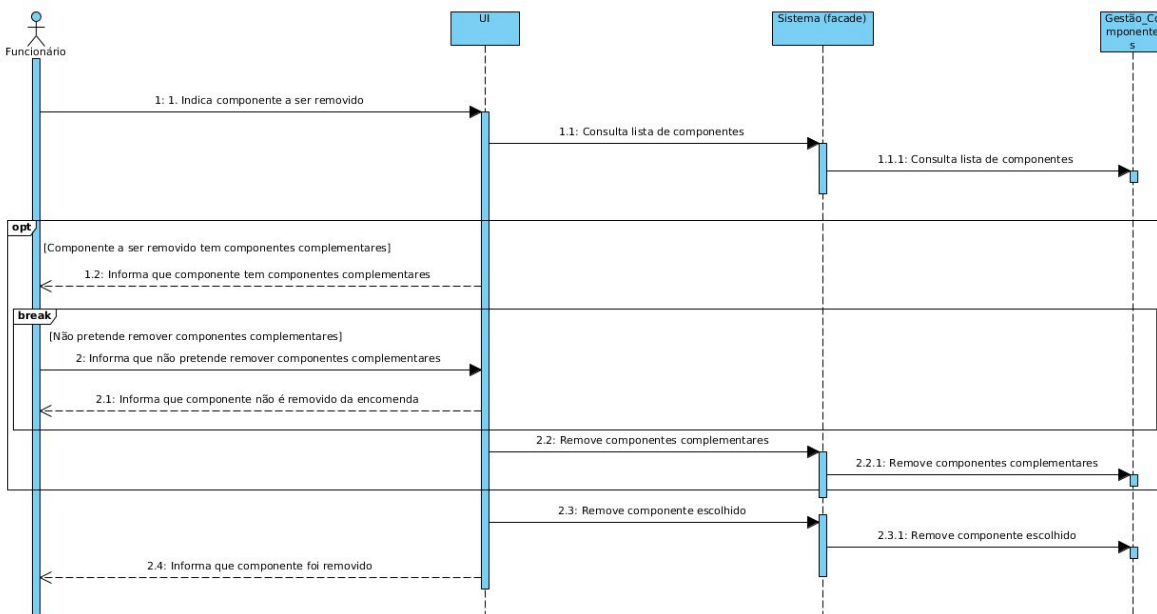 Funcionário
UI
Sistema (facade)
Gestão_Co
mponente
s
1: 1. Indica componente a ser removido
1.1: Consulta lista de componentes
1.1.1: Consulta lista de componentes
opt
[Componente a ser removido tem componentes complementares]
1.2: Informa que componente tem componentes complementares
break
[Não pretende remover componentes complementares]
2: Informa que não pretende remover componentes complementares
2.1: Informa que componente não é removido da encomenda
2.2: Remove componentes complementares
2.2.1: Remove componentes complementares
2.3: Remove componente escolhido
2.3.1: Remove componente escolhido
2.4: Informa que componente foi removido